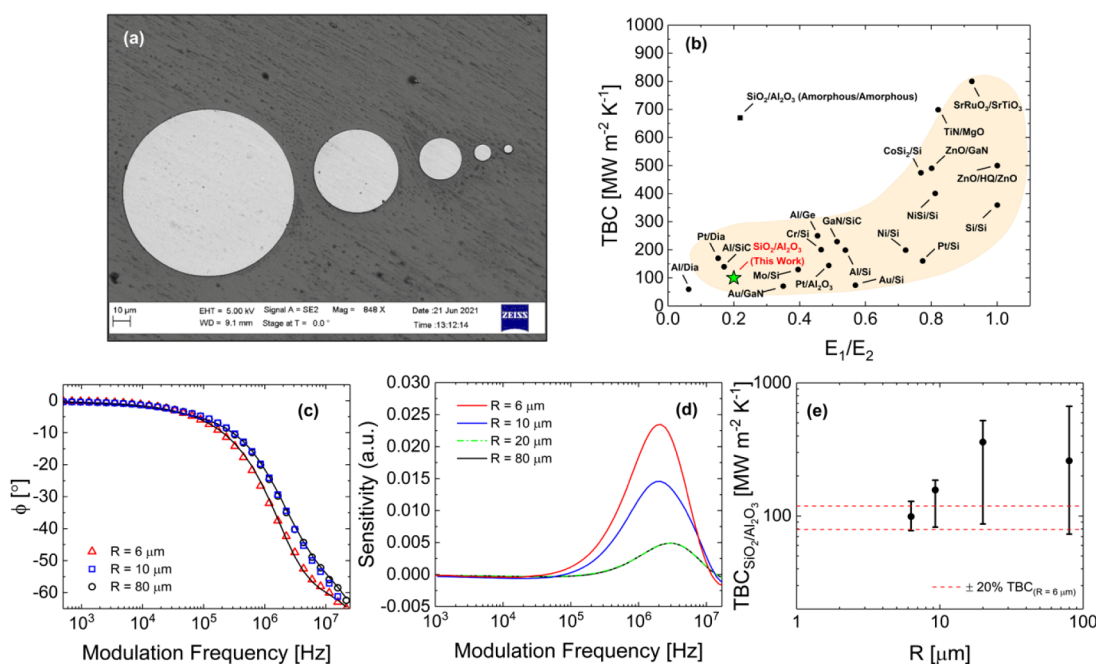 (a)
10 µm
EHT = 5.00 kV
WD = 9.1 mm
Signal A = SE2
Stage at T = 0.0 °
Mag = 848 X
Date :21 Jun 2021
Time :13:12:14
ZEISS
(b)
TBC [MW m⁻² K⁻¹]
1000
900
800
700
600
500
400
300
200
100
0
SiO₂/Al₂O₃ (Amorphous/Amorphous)
SrRuO₃/SrTiO₃
TiN/MgO
CoSi₂/Si
ZnO/GaN
ZnO/HQ/ZnO
NiSi/Si
Si/Si
Al/Ge
GaN/SiC
Pt/Dia
Cr/Si
SiO₂/Al₂O₃
(This Work)
Al/SiC
Ni/Si
Pt/Si
Al/Dia
Mo/Si
Al/Si
Au/GaN
Pt/Al₂O₃
Au/Si
0.0 0.2 0.4 0.6 0.8 1.0
E₁/E₂
(c)
ϕ [°]
0
-10
-20
-30
-40
-50
-60
R = 6 µm
R = 10 µm
R = 80 µm
10³ 10⁴ 10⁵ 10⁶ 10⁷
Modulation Frequency [Hz]
(d)
Sensitivity (a.u.)
0.030
0.025
0.020
0.015
0.010
0.005
0.000
-0.005
R = 6 µm
R = 10 µm
R = 20 µm
R = 80 µm
10³ 10⁴ 10⁵ 10⁶ 10⁷
Modulation Frequency [Hz]
(e)
TBC SiO₂/Al₂O₃ [MW m⁻² K⁻¹]
1000
100
± 20% TBC(R = 6 µm)
1 10 100
R [µm]